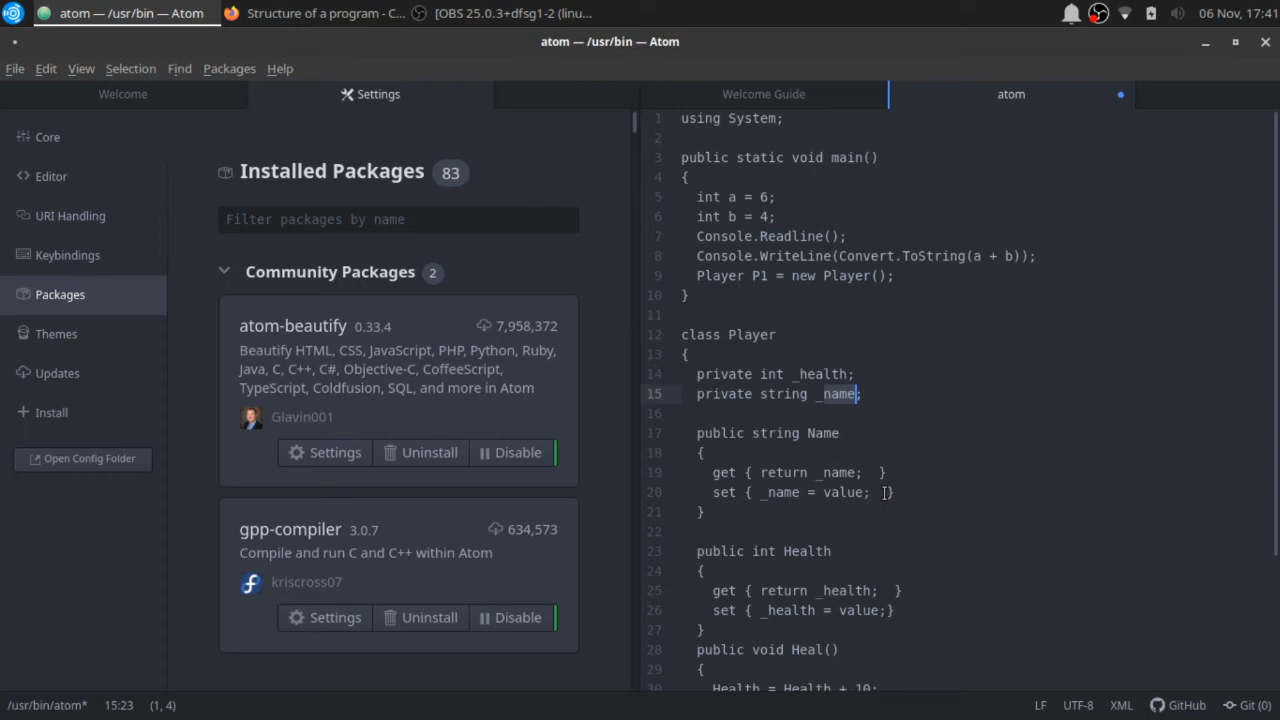 atom — /usr/bin — Atom
Structure of a program - C...
[OBS 25.0.3+dfsg1-2 (linu...
06 Nov, 17:41
atom — /usr/bin — Atom
File Edit View Selection Find Packages Help
Welcome
Settings
Welcome Guide
atom
Core
Editor
URI Handling
Keybindings
Packages
Themes
Updates
Install
Open Config Folder
Installed Packages 83
Filter packages by name
Community Packages 2
atom-beautify 0.33.4 7,958,372
Beautify HTML, CSS, JavaScript, PHP, Python, Ruby,
Java, C, C++, C#, Objective-C, CoffeeScript,
TypeScript, Coldfusion, SQL, and more in Atom
Glavin001
Settings Uninstall Disable
gpp-compiler 3.0.7 634,573
Compile and run C and C++ within Atom
kriscross07
Settings Uninstall Disable
1 using System;
2
3 public static void main()
4 {
5 int a = 6;
6 int b = 4;
7 Console.Readline();
8 Console.WriteLine(Convert.ToString(a + b));
9 Player P1 = new Player();
10 }
11
12 class Player
13 {
14 private int _health;
15 private string _name;
16
17 public string Name
18 {
19 get { return _name; }
20 set { _name = value; }
21 }
22
23 public int Health
24 {
25 get { return _health; }
26 set { _health = value;}
27 }
28 public void Heal()
29 {
30 Health = Health + 10;
/usr/bin/atom* 15:23 (1, 4)
LF UTF-8 XML GitHub Git (0)